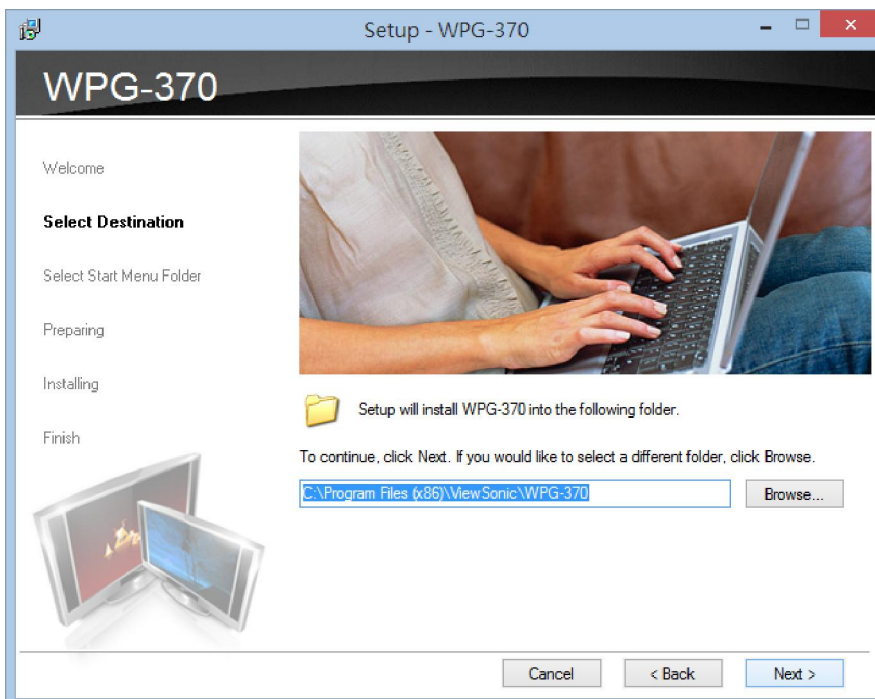 Setup - WPG-370
WPG-370
Welcome
Select Destination
Select Start Menu Folder
Preparing
Installing
Finish
Setup will install WPG-370 into the following folder.
To continue, click Next. If you would like to select a different folder, click Browse.
C:\Program Files (x86)\ViewSonic\WPG-370
Browse...
Cancel
< Back
Next >